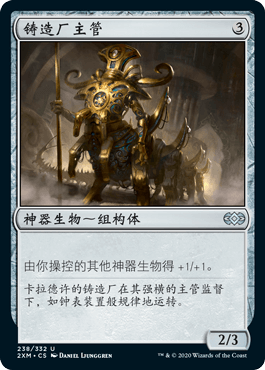 铸造厂主管 3
神器生物~组构体
由你操控的其他神器生物得 +1/+1。
卡拉德许的铸造厂在其强横的主管监督
下，如钟表装置般规律地运转。
2/3
238/332 U
2XM • CS DANIEL LJUNGGREN
™ & © 2020 Wizards of the Coast